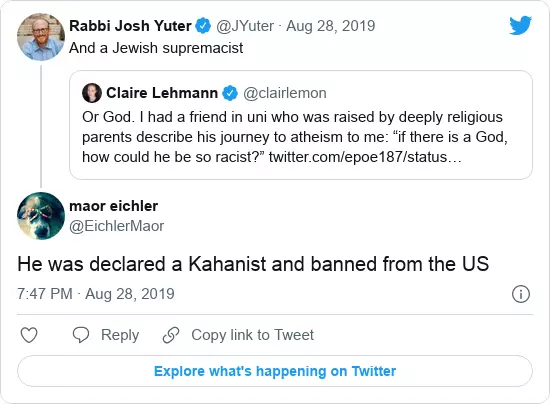 Rabbi Josh Yuter @JYuter · Aug 28, 2019
And a Jewish supremacist
Claire Lehmann @clairlemon
Or God. I had a friend in uni who was raised by deeply religious
parents describe his journey to atheism to me: “if there is a God,
how could he be so racist?” twitter.com/epoe187/status…
maor eichler
@EichlerMaor
He was declared a Kahanist and banned from the US
7:47 PM · Aug 28, 2019
Reply Copy link to Tweet
Explore what's happening on Twitter